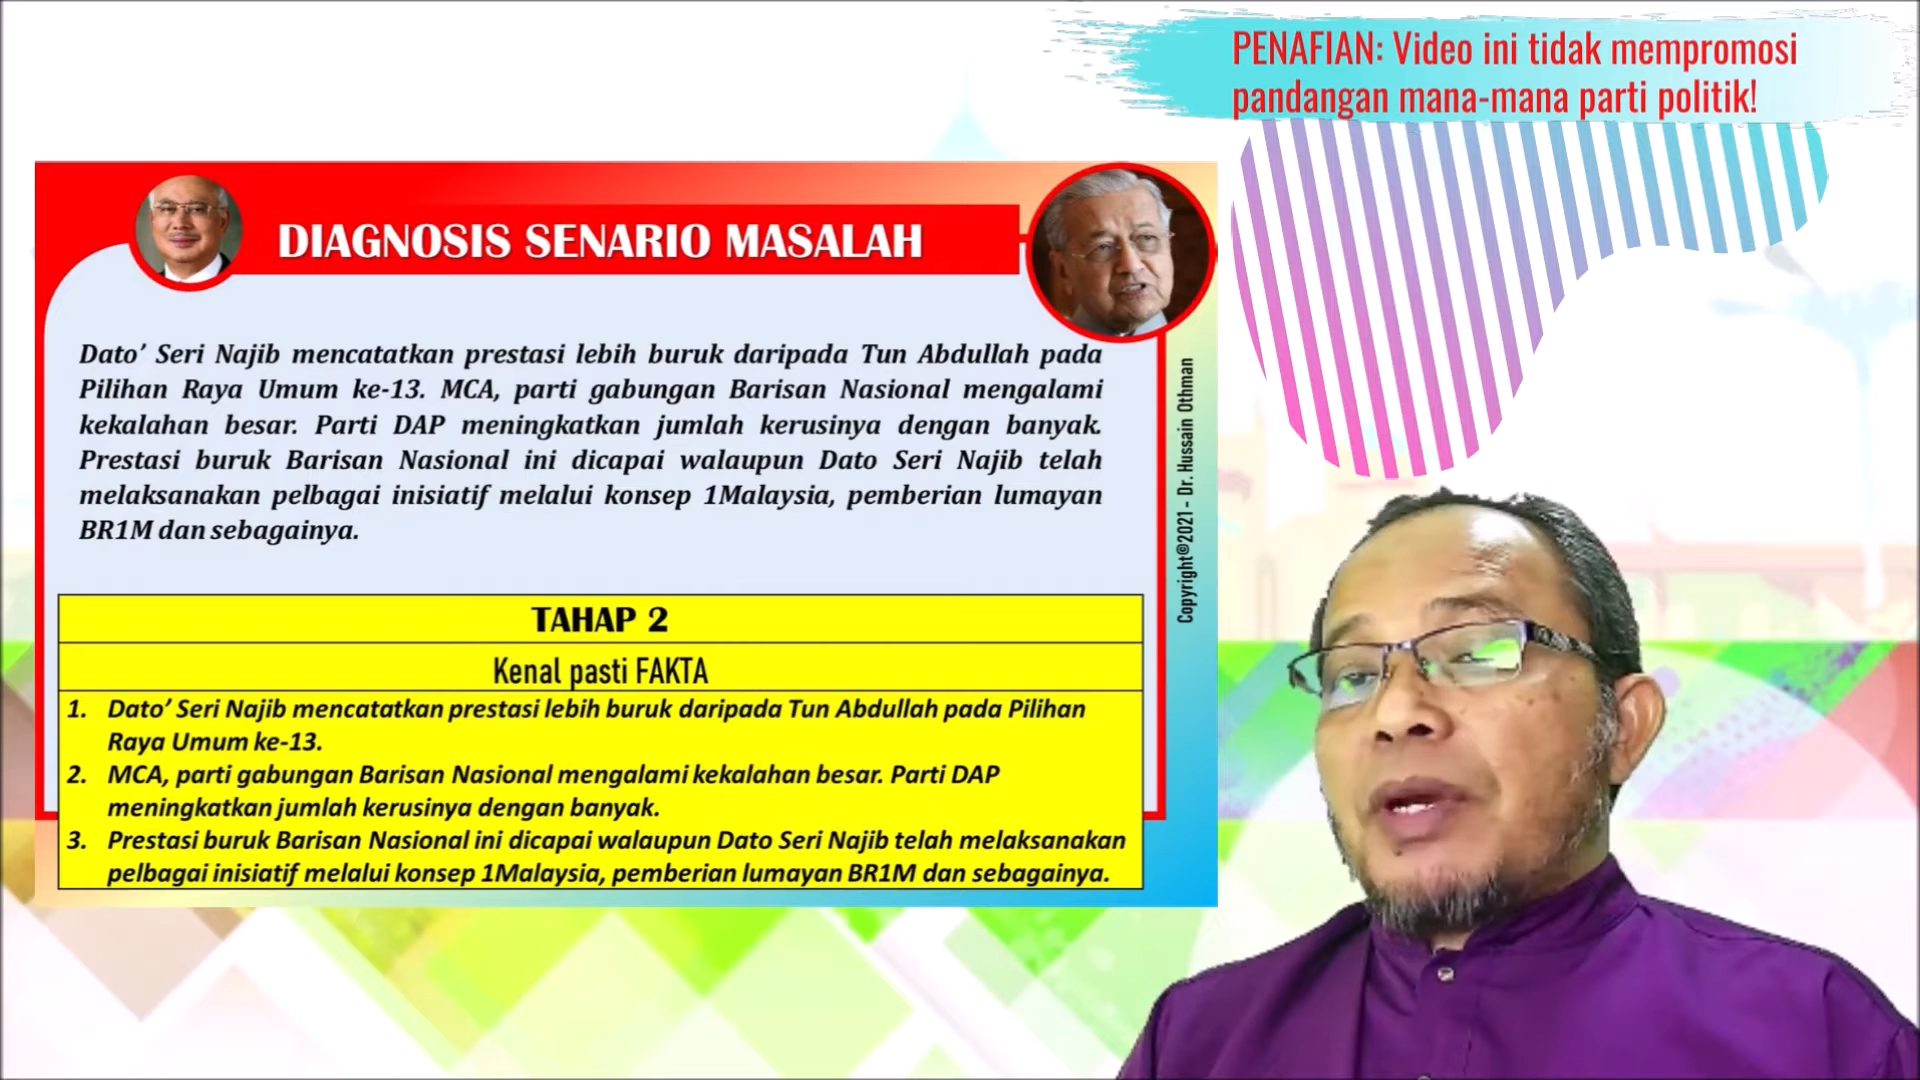 PENAFIAN: Video ini tidak mempromosi
pandangan mana-mana parti politik!
DIAGNOSIS SENARIO MASALAH
Dato’ Seri Najib mencatatkan prestasi lebih buruk daripada Tun Abdullah pada
Pilihan Raya Umum ke-13. MCA, parti gabungan Barisan Nasional mengalami
kekalahan besar. Parti DAP meningkatkan jumlah kerusinya dengan banyak.
Prestasi buruk Barisan Nasional ini dicapai walaupun Dato Seri Najib telah
melaksanakan pelbagai inisiatif melalui konsep 1Malaysia, pemberian lumayan
BR1M dan sebagainya.
Copyright©2021 - Dr. Hussain Othman
TAHAP 2
Kenal pasti FAKTA
1. Dato’ Seri Najib mencatatkan prestasi lebih buruk daripada Tun Abdullah pada Pilihan
Raya Umum ke-13.
2. MCA, parti gabungan Barisan Nasional mengalami kekalahan besar. Parti DAP
meningkatkan jumlah kerusinya dengan banyak.
3. Prestasi buruk Barisan Nasional ini dicapai walaupun Dato Seri Najib telah melaksanakan
pelbagai inisiatif melalui konsep 1Malaysia, pemberian lumayan BR1M dan sebagainya.